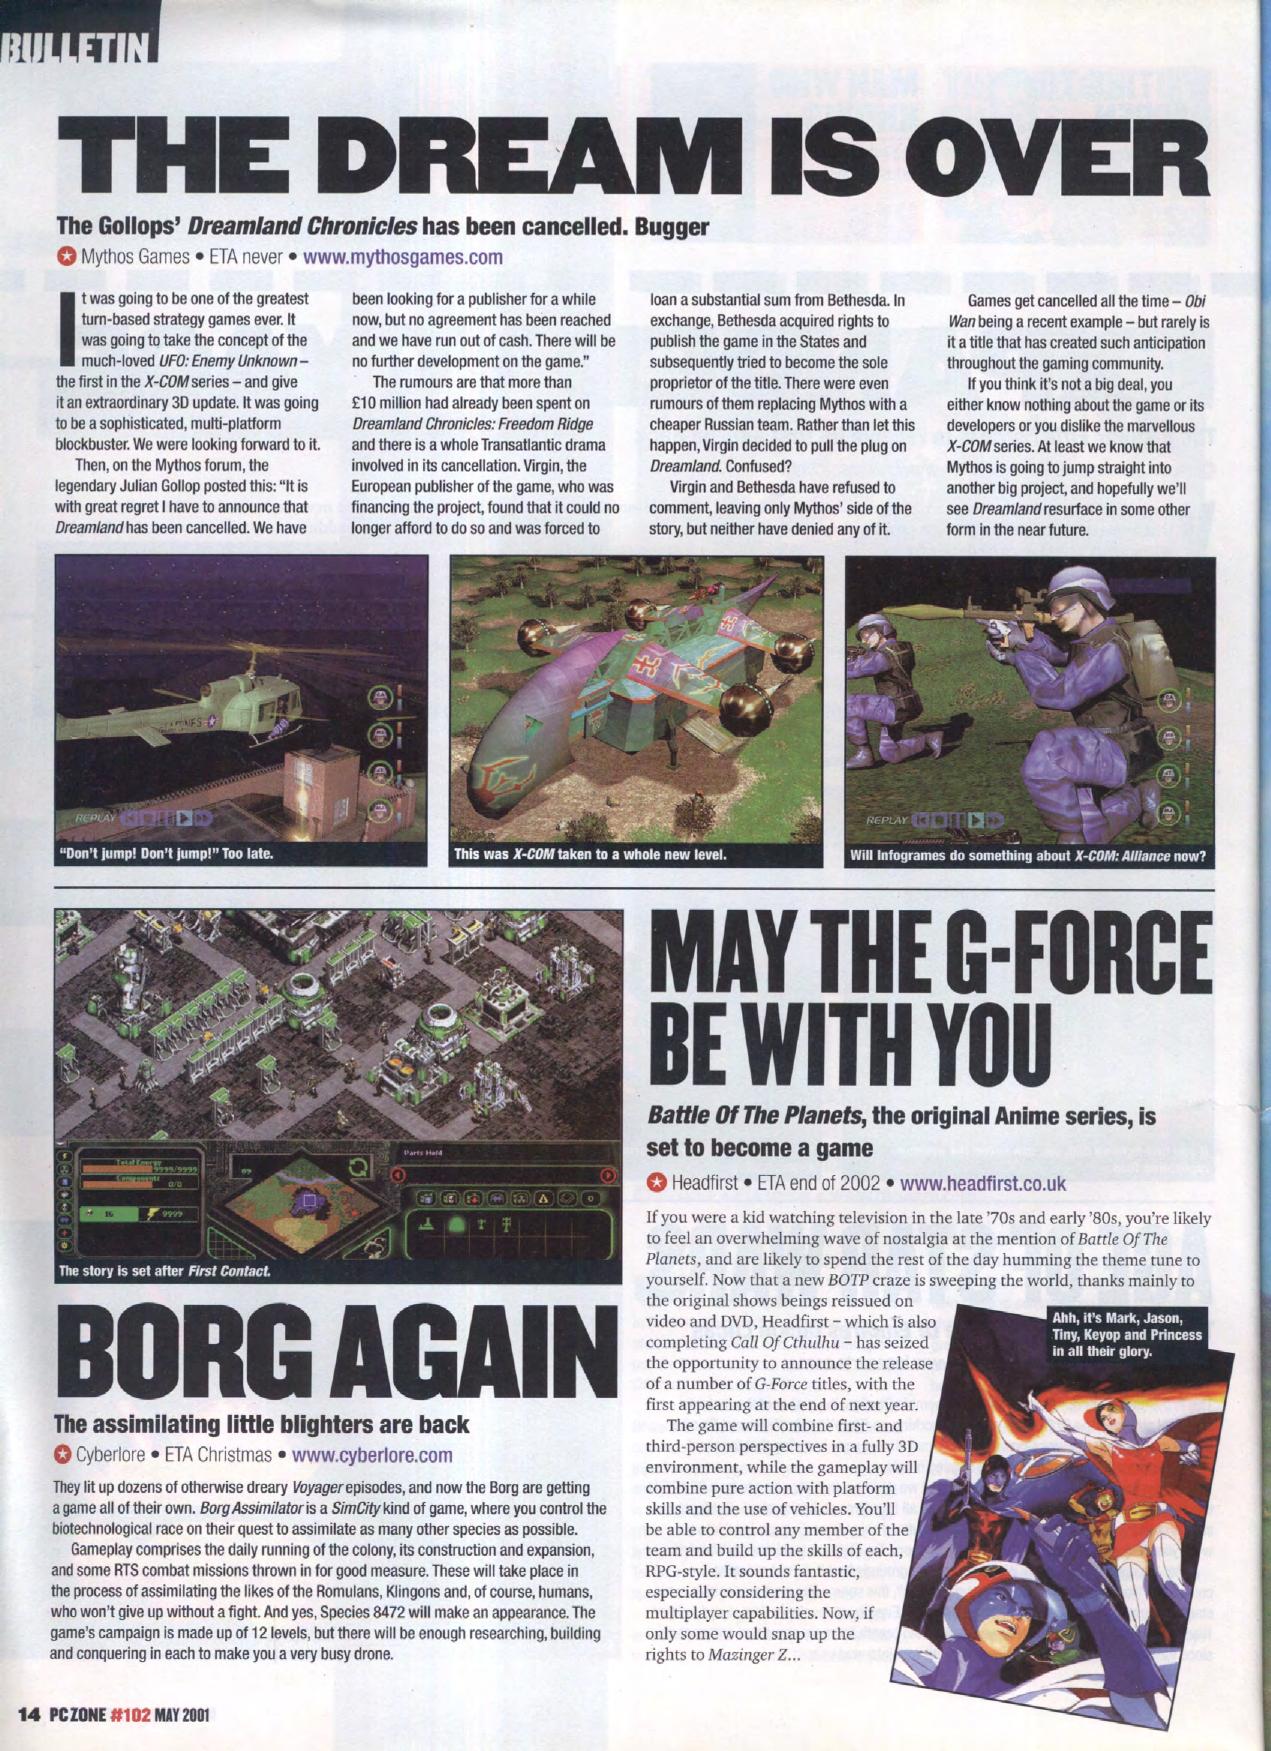 BULLETIN
THE DREAM IS OVER
The Gollops' Dreamland Chronicles has been cancelled. Bugger
Mythos Games • ETA never • www.mythosgames.com
It was going to be one of the greatest
turn-based strategy games ever. It
was going to take the concept of the
much-loved UFO: Enemy Unknown –
the first in the X-COM series – and give
it an extraordinary 3D update. It was going
to be a sophisticated, multi-platform
blockbuster. We were looking forward to it.
Then, on the Mythos forum, the
legendary Julian Gollop posted this: "It is
with great regret I have to announce that
Dreamland has been cancelled. We have
been looking for a publisher for a while
now, but no agreement has been reached
and we have run out of cash. There will be
no further development on the game."
The rumours are that more than
£10 million had already been spent on
Dreamland Chronicles: Freedom Ridge
and there is a whole Transatlantic drama
involved in its cancellation. Virgin, the
European publisher of the game, who was
financing the project, found that it could no
longer afford to do so and was forced to
loan a substantial sum from Bethesda. In
exchange, Bethesda acquired rights to
publish the game in the States and
subsequently tried to become the sole
proprietor of the title. There were even
rumours of them replacing Mythos with a
cheaper Russian team. Rather than let this
happen, Virgin decided to pull the plug on
Dreamland. Confused?
Virgin and Bethesda have refused to
comment, leaving only Mythos' side of the
story, but neither have denied any of it.
Games get cancelled all the time – Obi
Wan being a recent example – but rarely is
it a title that has created such anticipation
throughout the gaming community.
If you think it's not a big deal, you
either know nothing about the game or its
developers or you dislike the marvellous
X-COM series. At least we know that
Mythos is going to jump straight into
another big project, and hopefully we'll
see Dreamland resurface in some other
form in the near future.
REPLAY
"Don't jump! Don't jump!" Too late.
This was X-COM taken to a whole new level.
REPLAY
Will Infogrames do something about X-COM: Alliance now?
Total Energy
9999/9999
Components
0/0
16
9999
Parts Hold
The story is set after First Contact.
BORG AGAIN
The assimilating little blighters are back
Cyberlore • ETA Christmas • www.cyberlore.com
They lit up dozens of otherwise dreary Voyager episodes, and now the Borg are getting
a game all of their own. Borg Assimilator is a SimCity kind of game, where you control the
biotechnological race on their quest to assimilate as many other species as possible.
Gameplay comprises the daily running of the colony, its construction and expansion,
and some RTS combat missions thrown in for good measure. These will take place in
the process of assimilating the likes of the Romulans, Klingons and, of course, humans,
who won't give up without a fight. And yes, Species 8472 will make an appearance. The
game's campaign is made up of 12 levels, but there will be enough researching, building
and conquering in each to make you a very busy drone.
MAY THE G-FORCE
BE WITH YOU
Battle Of The Planets, the original Anime series, is
set to become a game
Headfirst • ETA end of 2002 • www.headfirst.co.uk
If you were a kid watching television in the late '70s and early '80s, you're likely
to feel an overwhelming wave of nostalgia at the mention of Battle Of The
Planets, and are likely to spend the rest of the day humming the theme tune to
yourself. Now that a new BOTP craze is sweeping the world, thanks mainly to
the original shows being reissued on
video and DVD, Headfirst – which is also
completing Call Of Cthulhu – has seized
the opportunity to announce the release
of a number of G-Force titles, with the
first appearing at the end of next year.
The game will combine first- and
third-person perspectives in a fully 3D
environment, while the gameplay will
combine pure action with platform
skills and the use of vehicles. You'll
be able to control any member of the
team and build up the skills of each,
RPG-style. It sounds fantastic,
especially considering the
multiplayer capabilities. Now, if
only some would snap up the
rights to Mazinger Z...
Ahh, it's Mark, Jason,
Tiny, Keyop and Princess
in all their glory.
14 PCZONE #102 MAY 2001